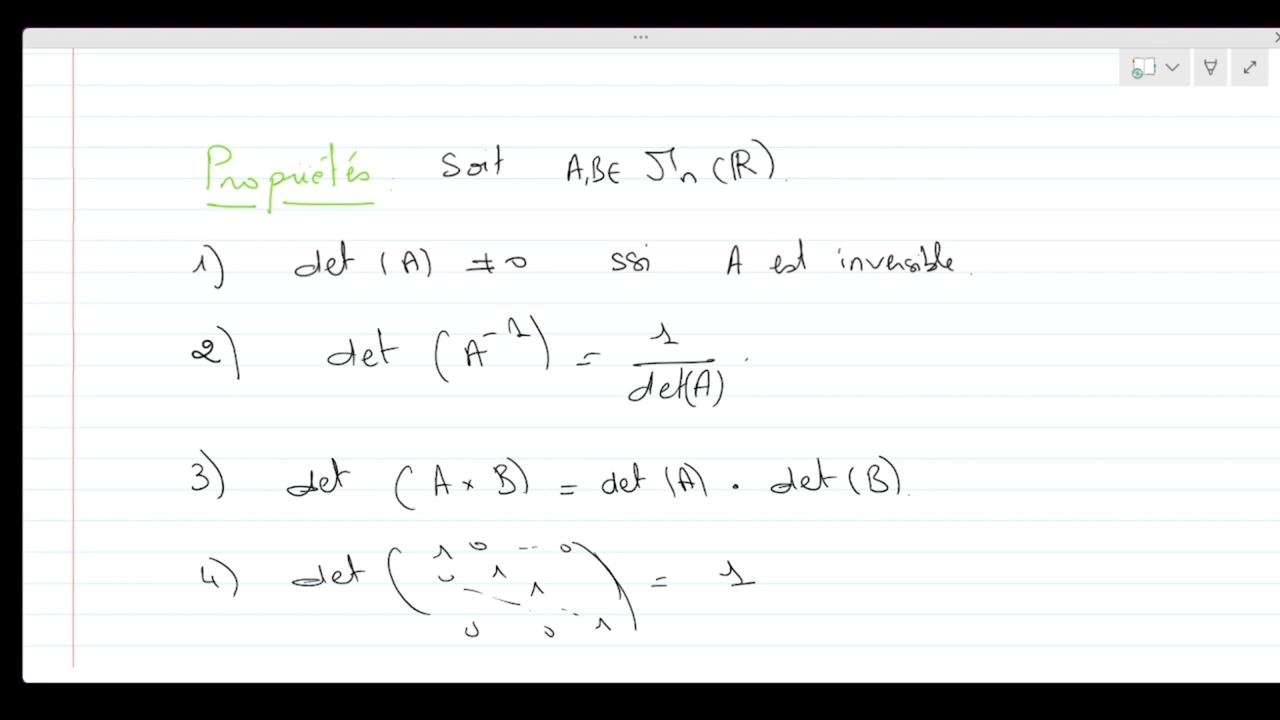 Propriétés. Soit A,B∈ Mn(ℝ).
1) det (A) ≠ 0 ssi A est inversible.
2) det (A⁻¹) = 1/det(A).
3) det (A × B) = det (A) . det (B).
4) det ( 1 0 -- 0
0 1
1
0 0 1 ) = 1